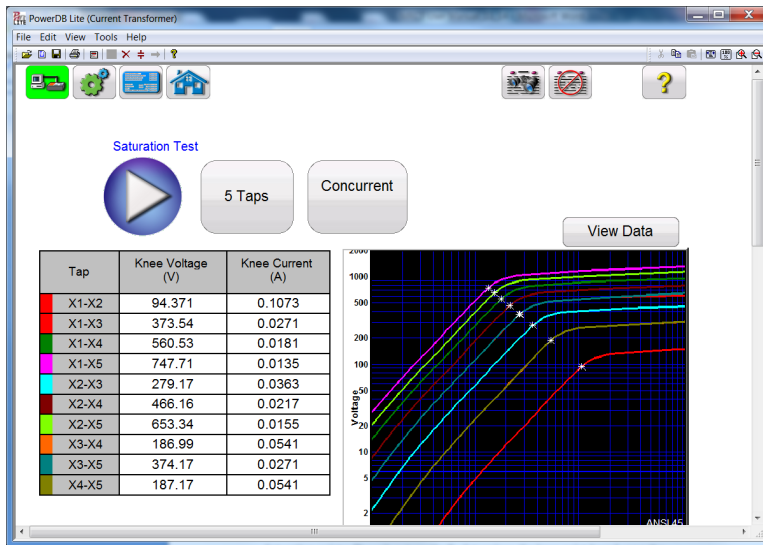 PowerDB Lite (Current Transformer)
File Edit View Tools Help
Saturation Test
5 Taps
Concurrent
View Data
Tap Knee Voltage (V) Knee Current (A)
X1-X2 94.371 0.1073
X1-X3 373.54 0.0271
X1-X4 560.53 0.0181
X1-X5 747.71 0.0135
X2-X3 279.17 0.0363
X2-X4 466.16 0.0217
X2-X5 653.34 0.0155
X3-X4 186.99 0.0541
X3-X5 374.17 0.0271
X4-X5 187.17 0.0541
2000
1000
500
200
100
50
20
10
5
2
Voltage
ANSI 45